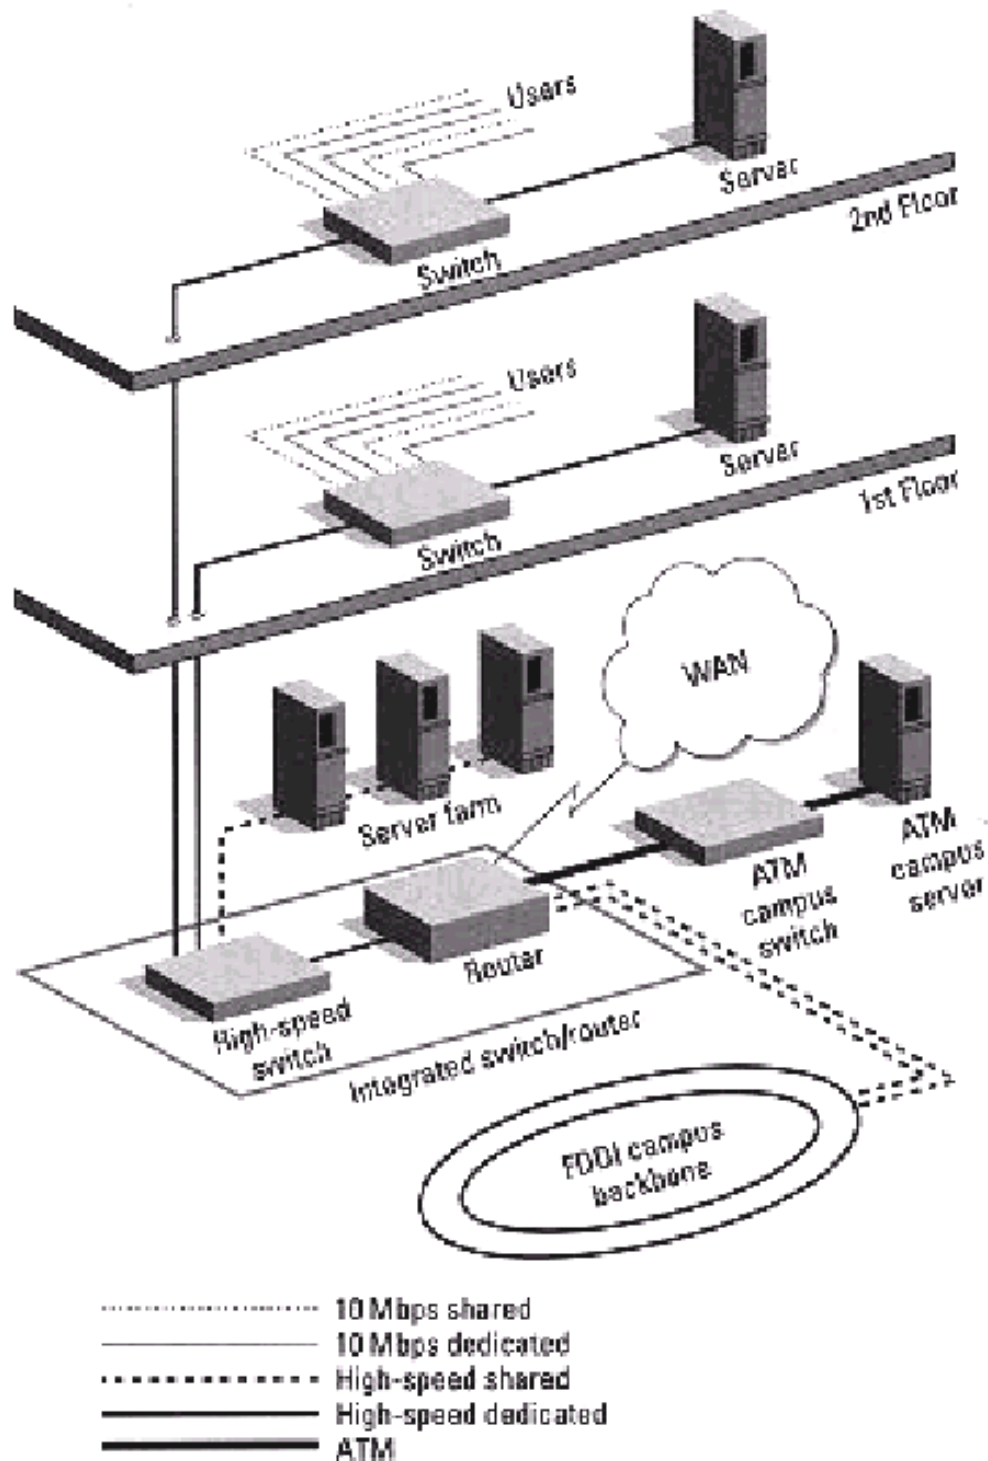 Users
Server
2nd Floor
Switch
Users
Server
1st Floor
Switch
WAN
Server farm
ATM
campus
server
ATM
campus
switch
Router
High-speed
switch
Integrated switch/router
FDDI campus
backbone
10 Mbps shared
10 Mbps dedicated
High-speed shared
High-speed dedicated
ATM